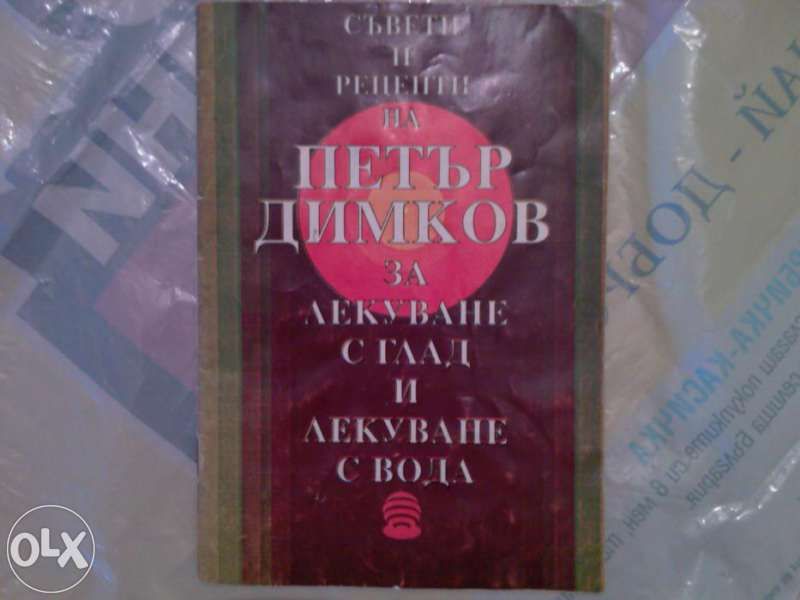 СЪВЕТИ
И
РЕЦЕПТИ
НА
ПЕТЪР
ДИМКОВ
ЗА
ЛЕКУВАНЕ
С ГЛАД
И
ЛЕКУВАНЕ
С ВОДА
OLX